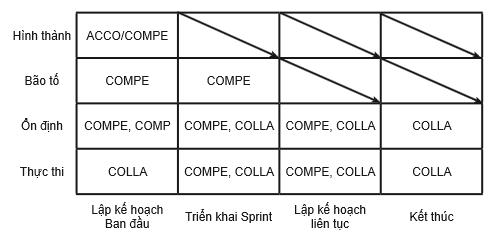 Hình thành ACCO/COMPE
Bão tố COMPE COMPE
Ổn định COMPE, COMP COMPE, COLLA COMPE, COLLA COLLA
Thực thi COLLA COMPE, COLLA COMPE, COLLA COLLA
Lập kế hoạch Ban đầu Triển khai Sprint Lập kế hoạch liên tục Kết thúc